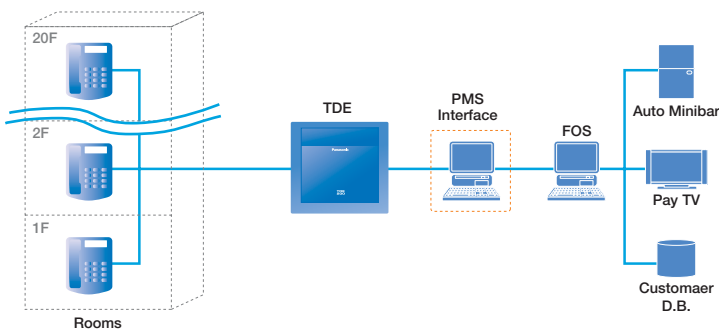 20F
2F
1F
Rooms
TDE
Panasonic
PMS
Interface
FOS
Auto Minibar
Pay TV
Customaer
D.B.